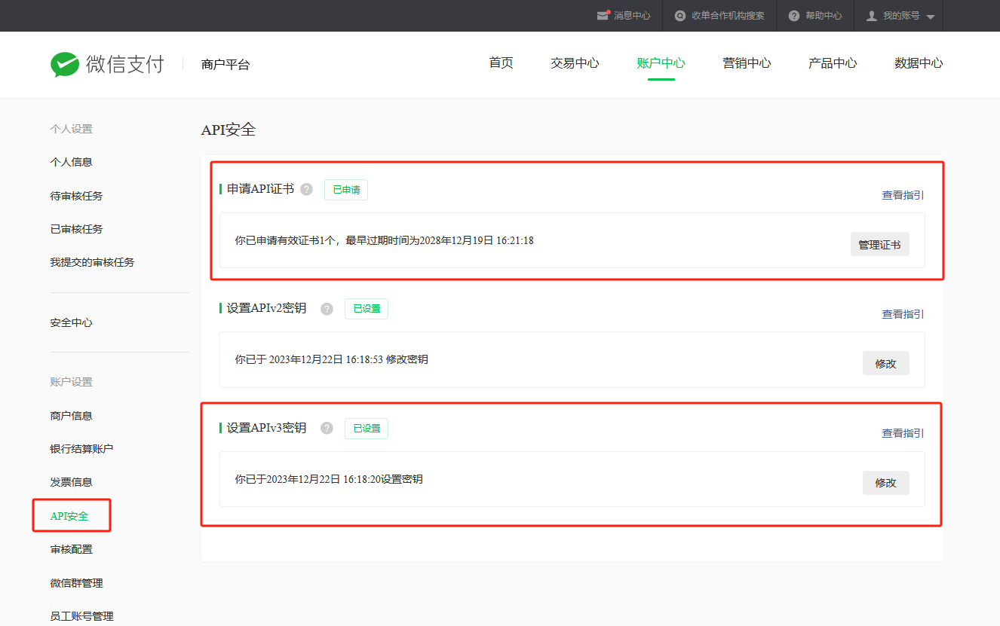 消息中心
收单合作机构搜索
帮助中心
我的账号
微信支付
商户平台
首页
交易中心
账户中心
营销中心
产品中心
数据中心
个人设置
个人信息
待审核任务
已审核任务
我提交的审核任务
安全中心
账户设置
商户信息
银行结算账户
发票信息
API安全
审核配置
微信群管理
员工账号管理
API安全
申请API证书 ? 已申请
查看指引
你已申请有效证书1个，最早过期时间为2028年12月19日 16:21:18
管理证书
设置APIv2密钥 ? 已设置
查看指引
你已于 2023年12月22日 16:18:53 修改密钥
修改
设置APIv3密钥 ? 已设置
查看指引
你已于2023年12月22日 16:18:20设置密钥
修改